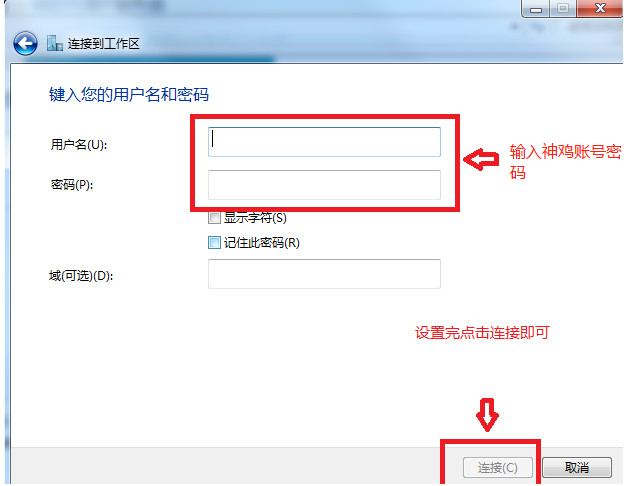 连接到工作区
键入您的用户名和密码
用户名(U):
输入神鸡账号密
码
密码(P):
显示字符(S)
记住此密码(R)
域(可选)(D):
设置完点击连接即可
连接(C)
取消